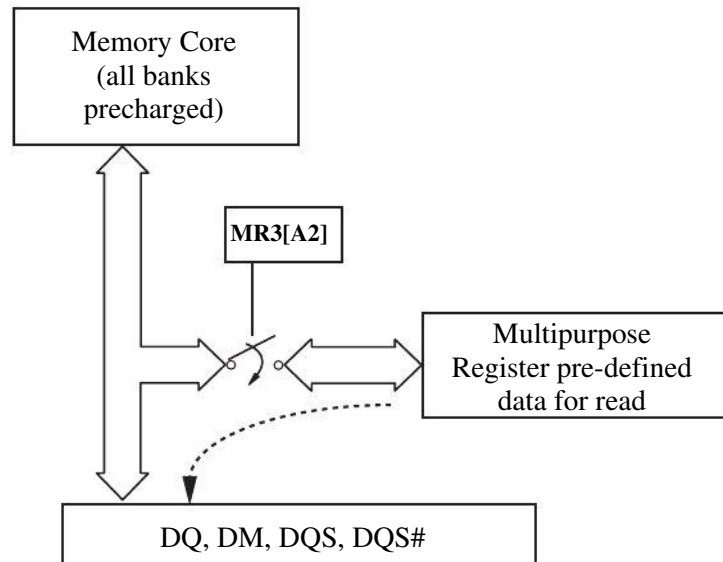 Memory Core
(all banks
precharged)
MR3[A2]
Multipurpose
Register pre-defined
data for read
DQ, DM, DQS, DQS#